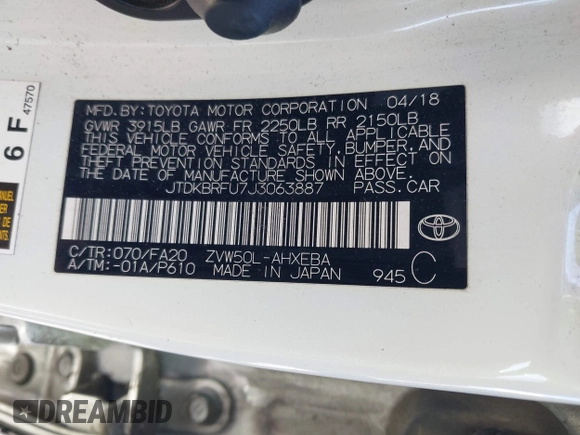 MFD. BY: TOYOTA MOTOR CORPORATION 04/18
GVWR 3915LB GAWR FR 2250LB RR 2150LB
THIS VEHICLE CONFORMS TO ALL APPLICABLE
FEDERAL MOTOR VEHICLE SAFETY, BUMPER, AND
THEFT PREVENTION STANDARDS IN EFFECT ON
THE DATE OF MANUFACTURE SHOWN ABOVE.
JTDKBRFU7J3063887 PASS.CAR
C/TR: 070/FA20 ZVW50L-AHXEBA
A/TM: -01A/P610 MADE IN JAPAN 945 C
6 F 47570
MANUEL
DREAMBID